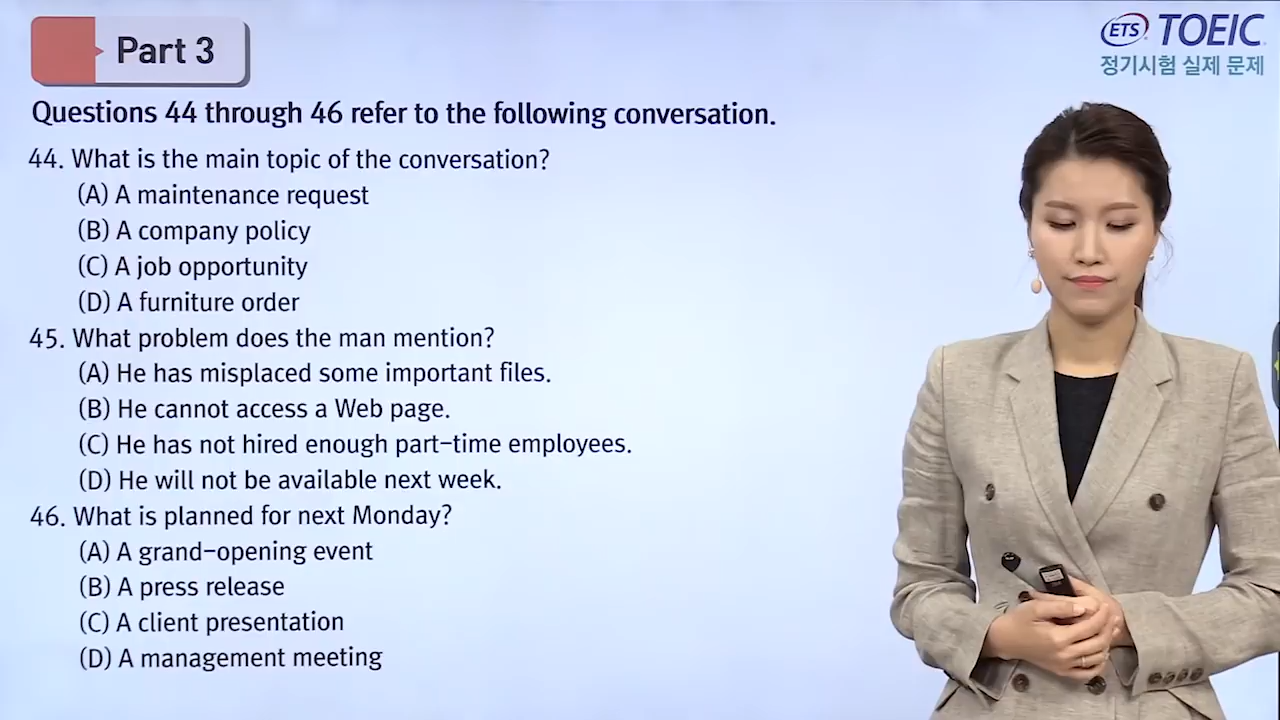 Part 3
ETS TOEIC
정기시험 실제 문제
Questions 44 through 46 refer to the following conversation.
44. What is the main topic of the conversation?
(A) A maintenance request
(B) A company policy
(C) A job opportunity
(D) A furniture order
45. What problem does the man mention?
(A) He has misplaced some important files.
(B) He cannot access a Web page.
(C) He has not hired enough part-time employees.
(D) He will not be available next week.
46. What is planned for next Monday?
(A) A grand-opening event
(B) A press release
(C) A client presentation
(D) A management meeting